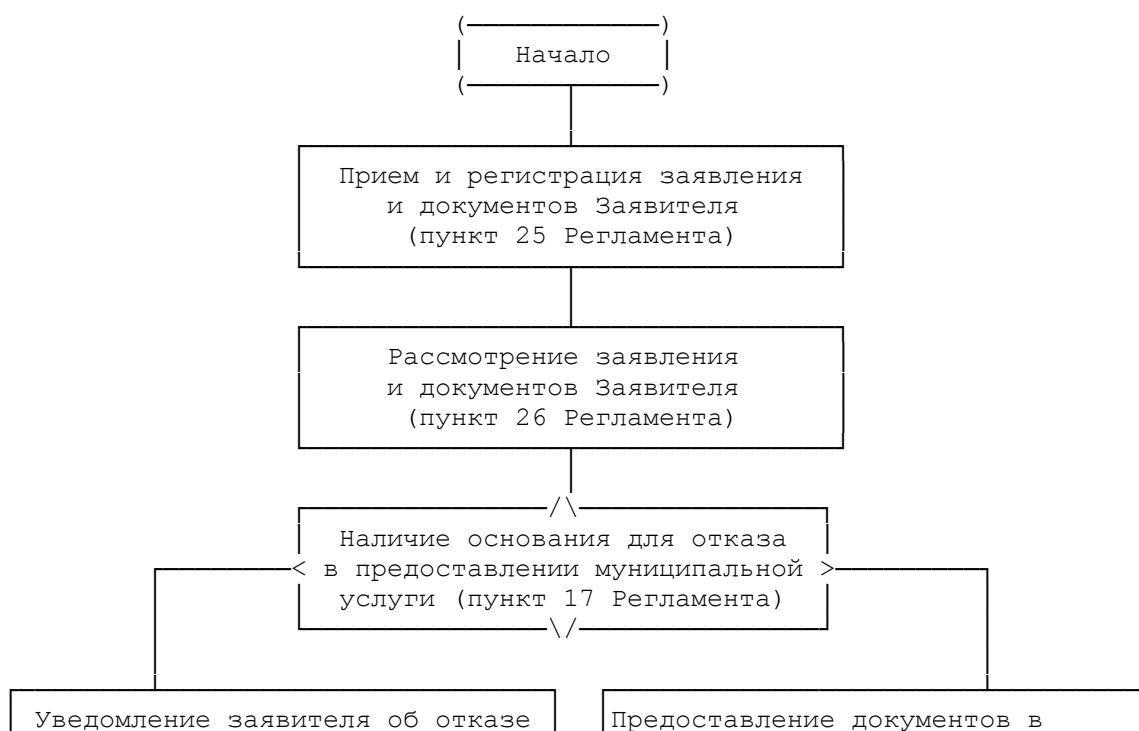 Начало
Прием и регистрация заявления
и документов Заявителя
(пункт 25 Регламента)
Рассмотрение заявления
и документов Заявителя
(пункт 26 Регламента)
Наличие основания для отказа
в предоставлении муниципальной
услуги (пункт 17 Регламента)
Уведомление заявителя об отказе
Предоставление документов в